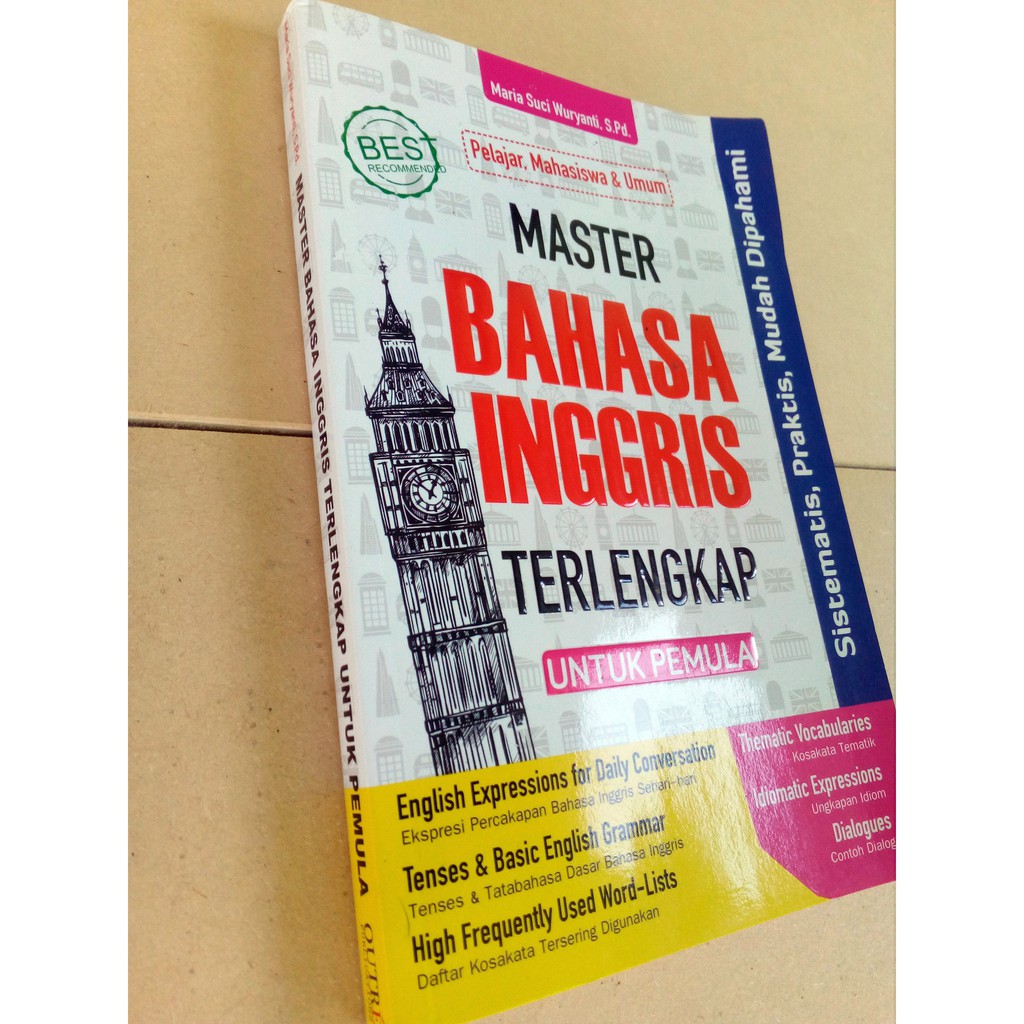 Maria Suci Wuryanti, S.Pd.
BEST
RECOMMENDED
Pelajar, Mahasiswa & Umum
MASTER
BAHASA
INGGRIS
TERLENGKAP
UNTUK PEMULA
Sistematis, Praktis, Mudah Dipahami
English Expressions for Daily Conversation
Ekspresi Percakapan Bahasa Inggris Sehari-hari
Tenses & Basic English Grammar
Tenses & Tatabahasa Dasar Bahasa Inggris
High Frequently Used Word-Lists
Daftar Kosakata Tersering Digunakan
Thematic Vocabularies
Kosakata Tematik
Idiomatic Expressions
Ungkapan Idiom
Dialogues
Contoh Dialog
MASTER BAHASA INGGRIS TERLENGKAP UNTUK PEMULA